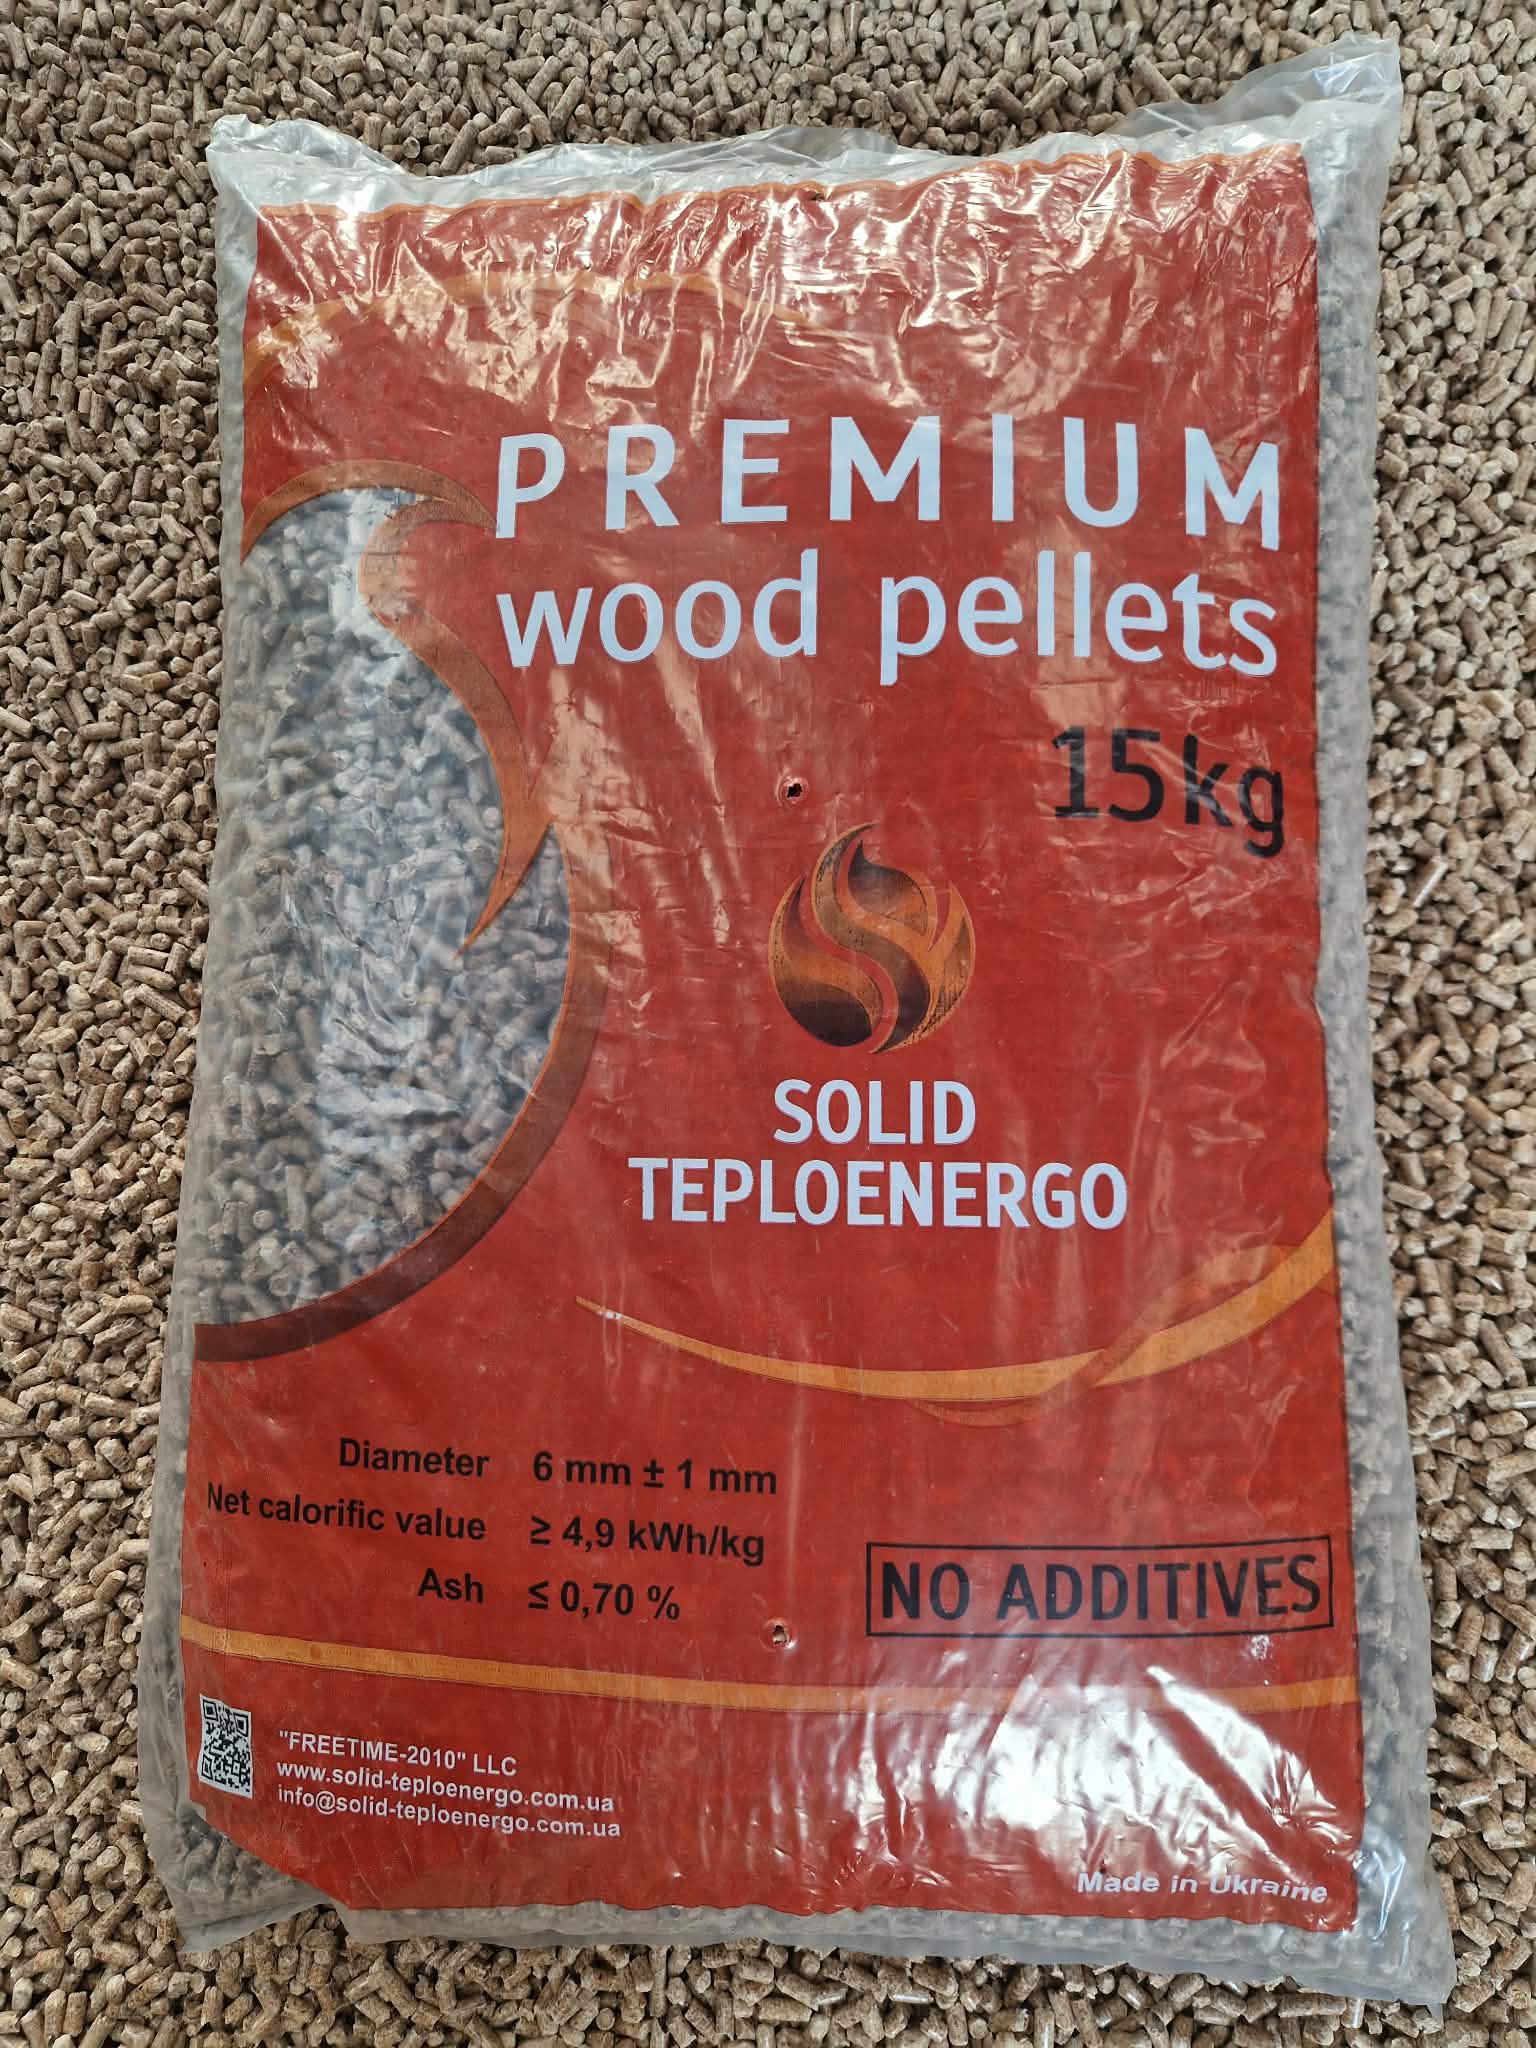 PREMIUM
wood pellets
15kg
SOLID
TEPLOENERGO
Diameter 6 mm ± 1 mm
Net calorific value ≥ 4,9 kWh/kg
Ash ≤ 0,70 %
NO ADDITIVES
"FREETIME-2010" LLC
www.solid-teploenergo.com.ua
info@solid-teploenergo.com.ua
Made in Ukraine